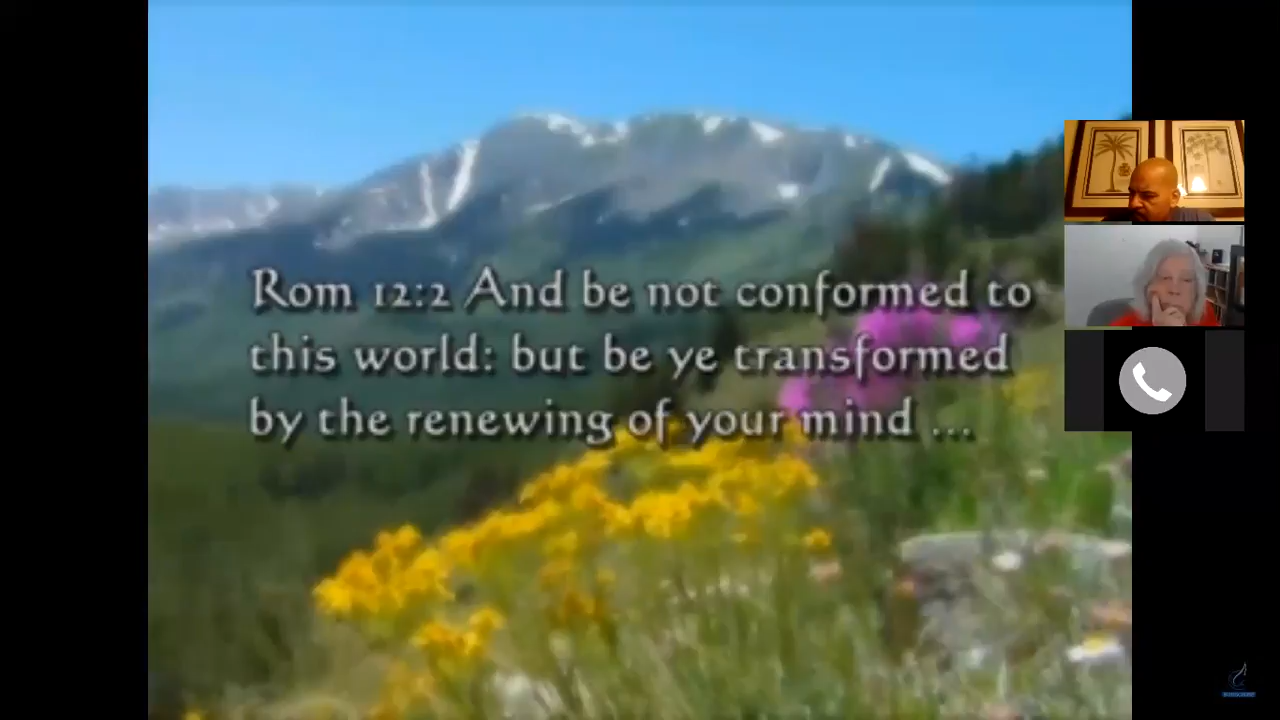 Rom 12:2 And be not conformed to
this world: but be ye transformed
by the renewing of your mind ...